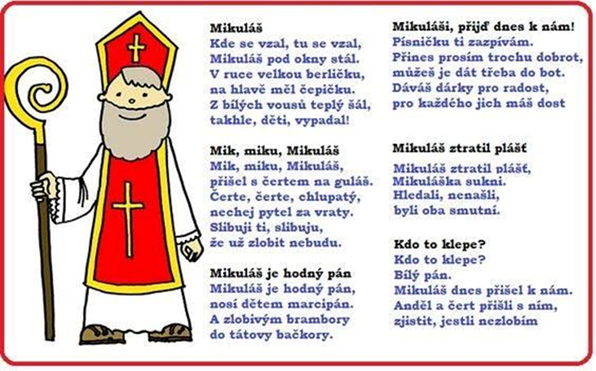 Mikuláš
Kde se vzal, tu se vzal,
Mikuláš pod okny stál.
V ruce velkou berličku,
na hlavě měl čepičku.
Z bílých vousů teplý šál,
takhle, děti, vypadal!
Mik, miku, Mikuláš
Mik, miku, Mikuláš,
přišel s čertem na guláš.
Čerte, čerte, chlupatý,
nechej pytel za vraty.
Slibuji ti, slibuju,
že už zlobit nebudu.
Mikuláš je hodný pán
Mikuláš je hodný pán,
nosí dětem marcipán.
A zlobivým brambory
do tátovy bačkory.
Mikuláši, přijď dnes k nám!
Písničku ti zazpívám.
Přines prosím trochu dobrot,
můžeš je dát třeba do bot.
Dáváš dárky pro radost,
pro každého jich máš dost
Mikuláš ztratil plášť
Mikuláš ztratil plášť,
Mikuláška sukni.
Hledali, nenašli,
byli oba smutní.
Kdo to klepe?
Kdo to klepe?
Bílý pán.
Mikuláš dnes přišel k nám.
Anděl a čert přišli s ním,
zjistit, jestli nezlobím